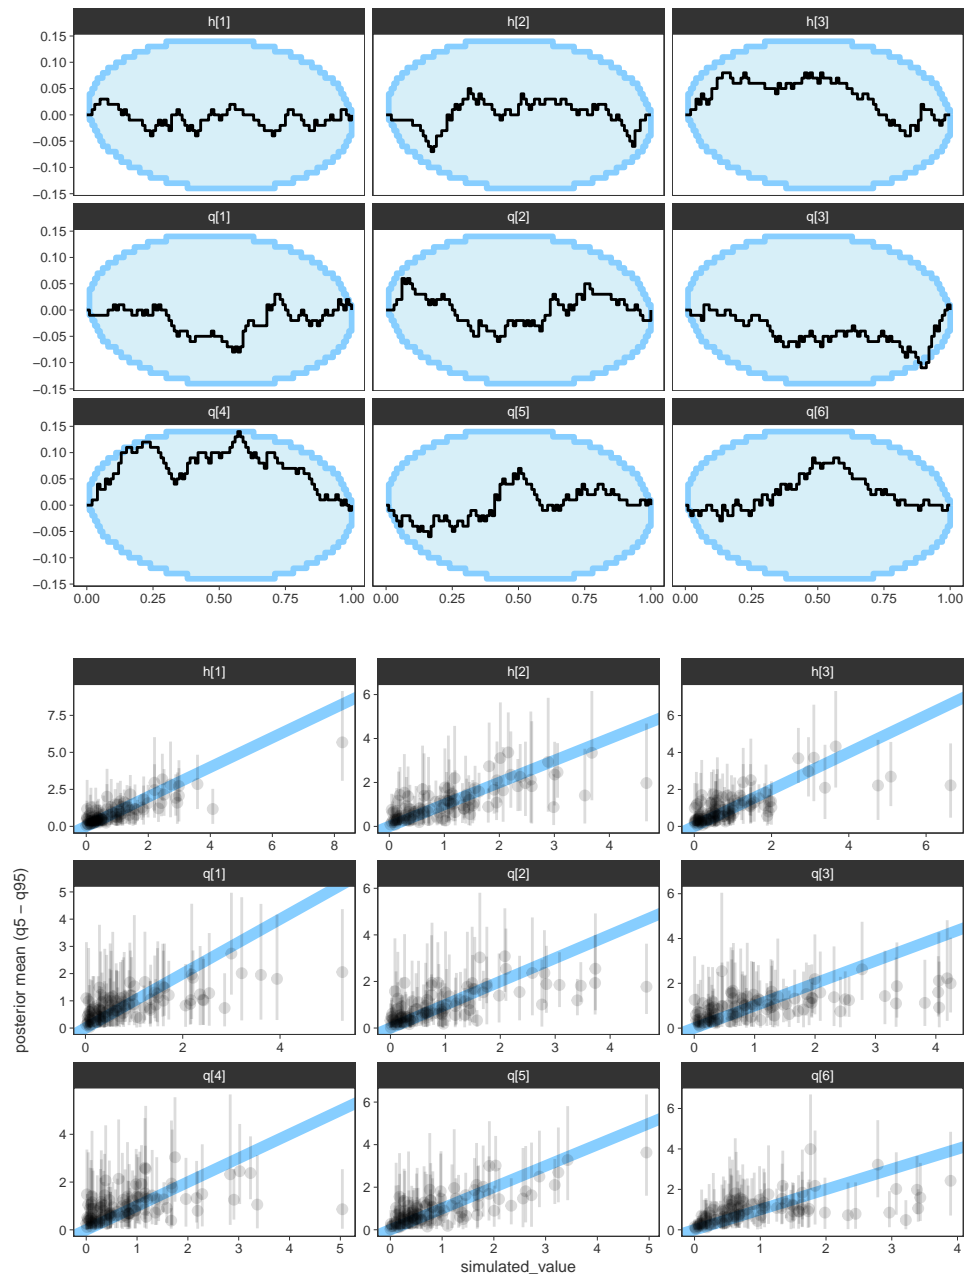 h[1] h[2] h[3]
0.15
0.10
0.05
0.00
−0.05
−0.10
−0.15
q[1] q[2] q[3]
0.15
0.10
0.05
0.00
−0.05
−0.10
−0.15
q[4] q[5] q[6]
0.15
0.10
0.05
0.00
−0.05
−0.10
−0.15
0.00 0.25 0.50 0.75 1.00 0.00 0.25 0.50 0.75 1.00 0.00 0.25 0.50 0.75 1.00
posterior mean (q5 − q95)
h[1] h[2] h[3]
7.5 6 6
5.0 4 4
2.5 2 2
0.0 0 0
0 2 4 6 8 0 1 2 3 4 0 2 4 6
q[1] q[2] q[3]
5 6 6
4 4 4
3 2 2
2 0 0
1
0
0 2 4 0 1 2 3 4 0 1 2 3 4
q[4] q[5] q[6]
4 6 6
2 4 4
0 2 2
0 0
0 1 2 3 4 5 0 1 2 3 4 5 0 1 2 3 4
simulated_value